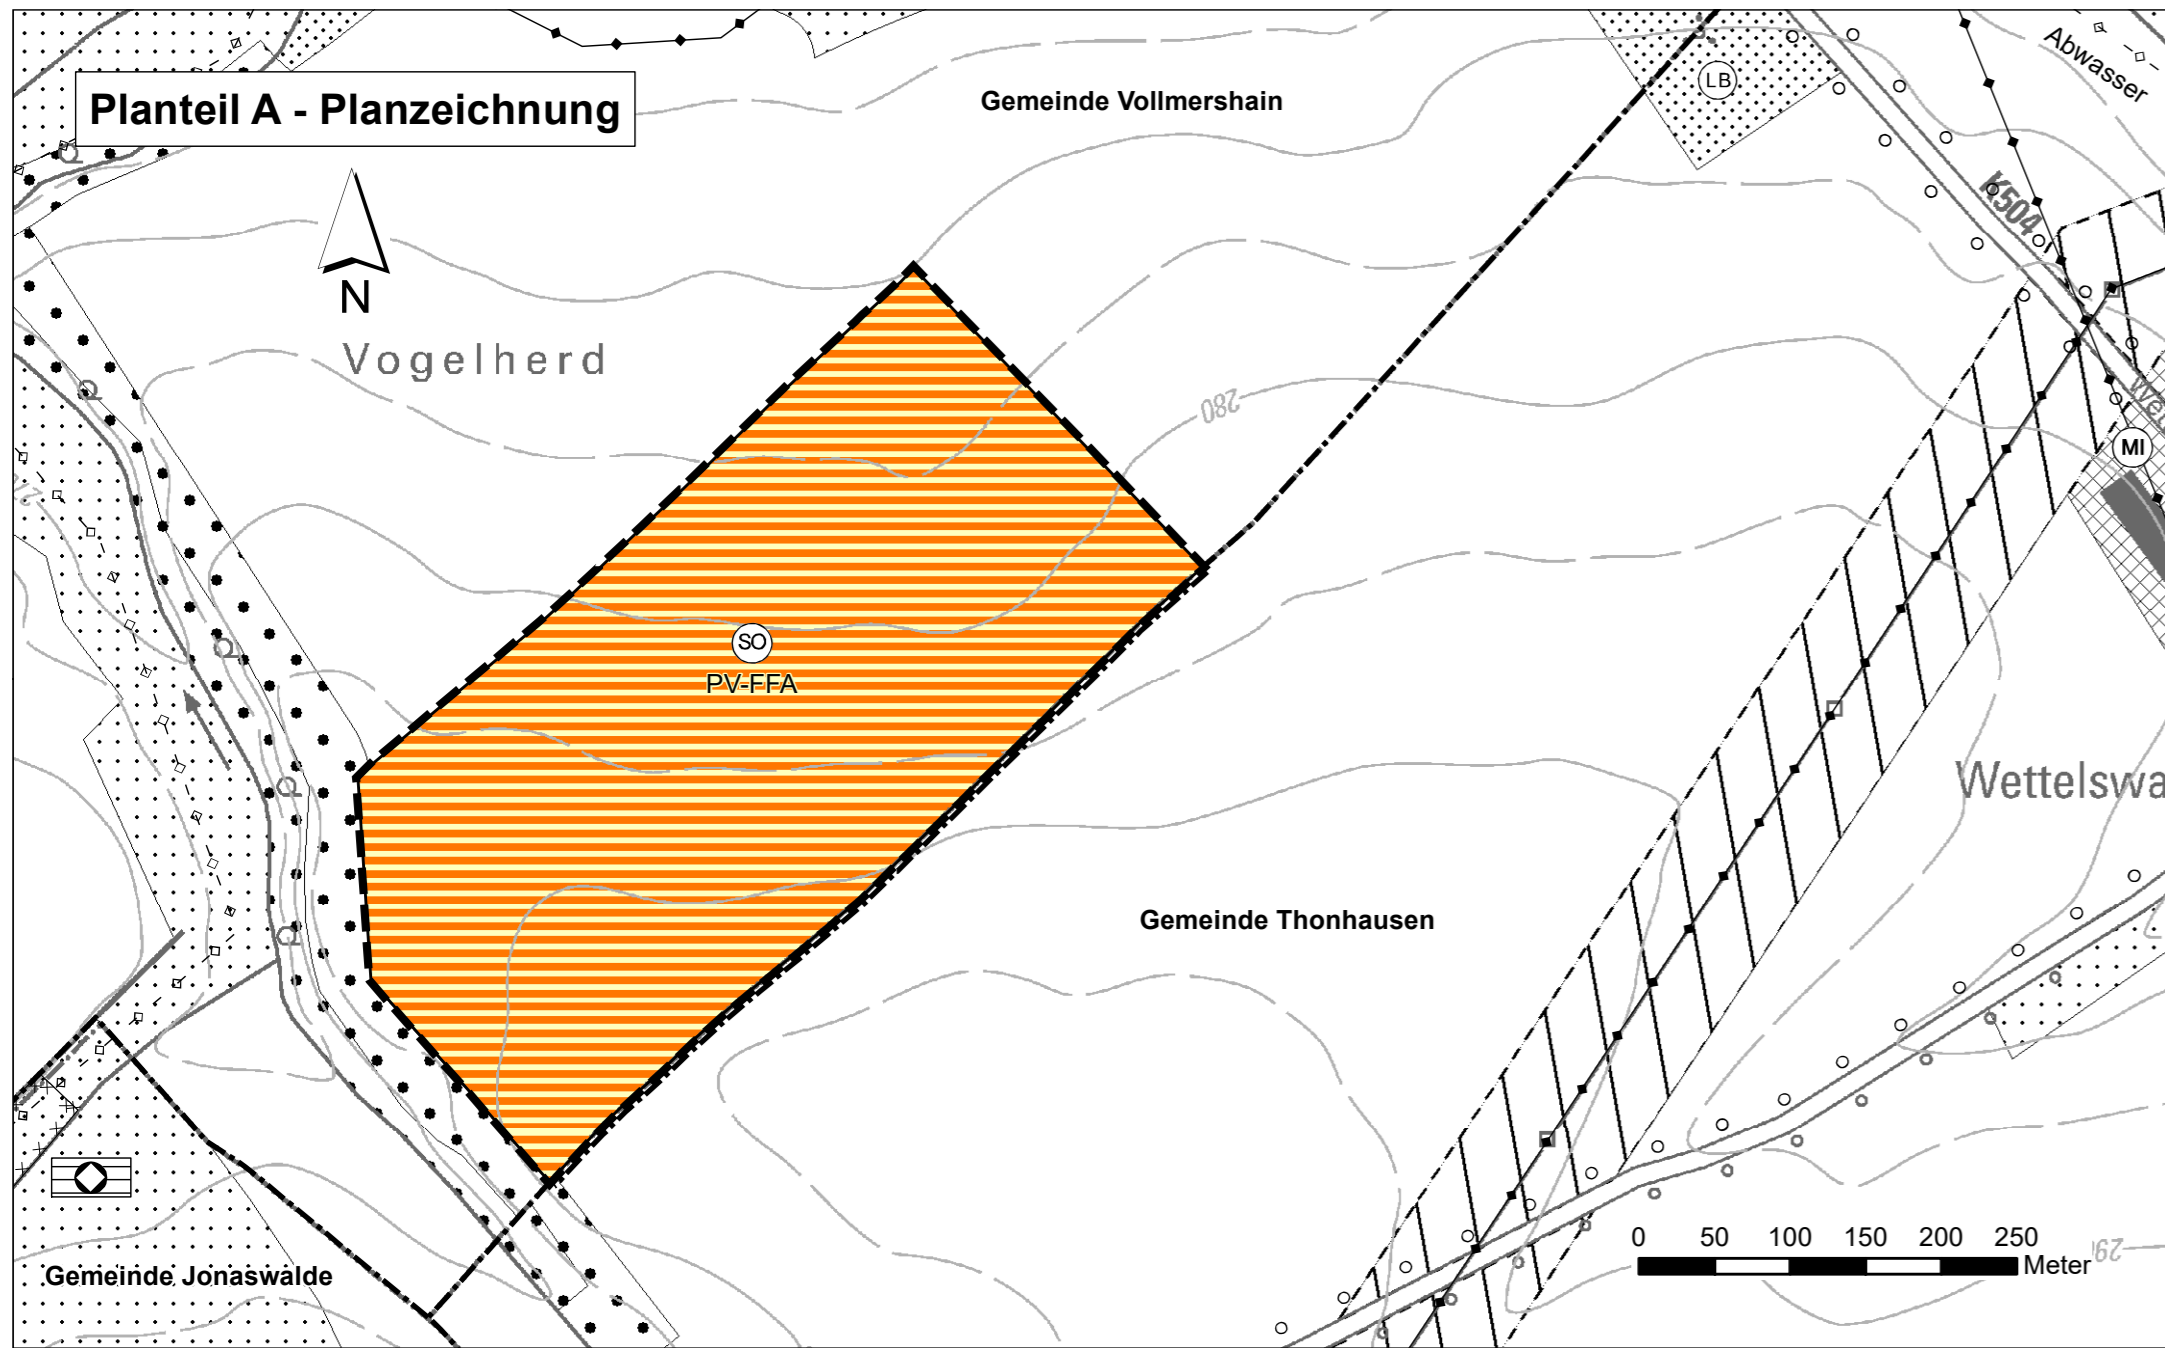 Planteil A - Planzeichnung
Gemeinde Vollmershain
LB
Abwasser
K504
N
Vogelherd
280
MI
SO
PV-FFA
Wettelswa
Gemeinde Thonhausen
0 50 100 150 200 250
Meter
Gemeinde Jonaswalde